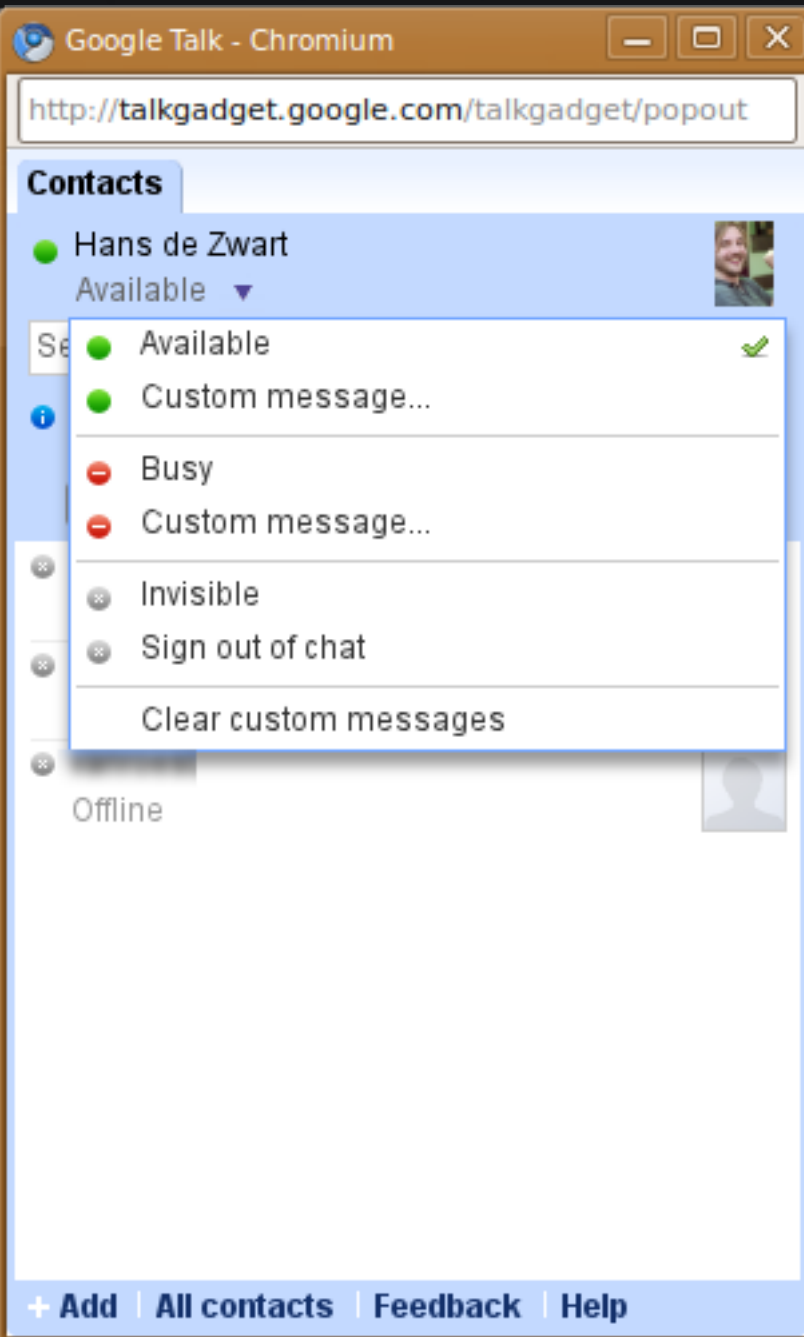 Google Talk - Chromium
http://talkgadget.google.com/talkgadget/popout
Contacts
Hans de Zwart
Available
Se
Available
Custom message...
Busy
Custom message...
Invisible
Sign out of chat
Clear custom messages
Offline
+ Add All contacts Feedback Help